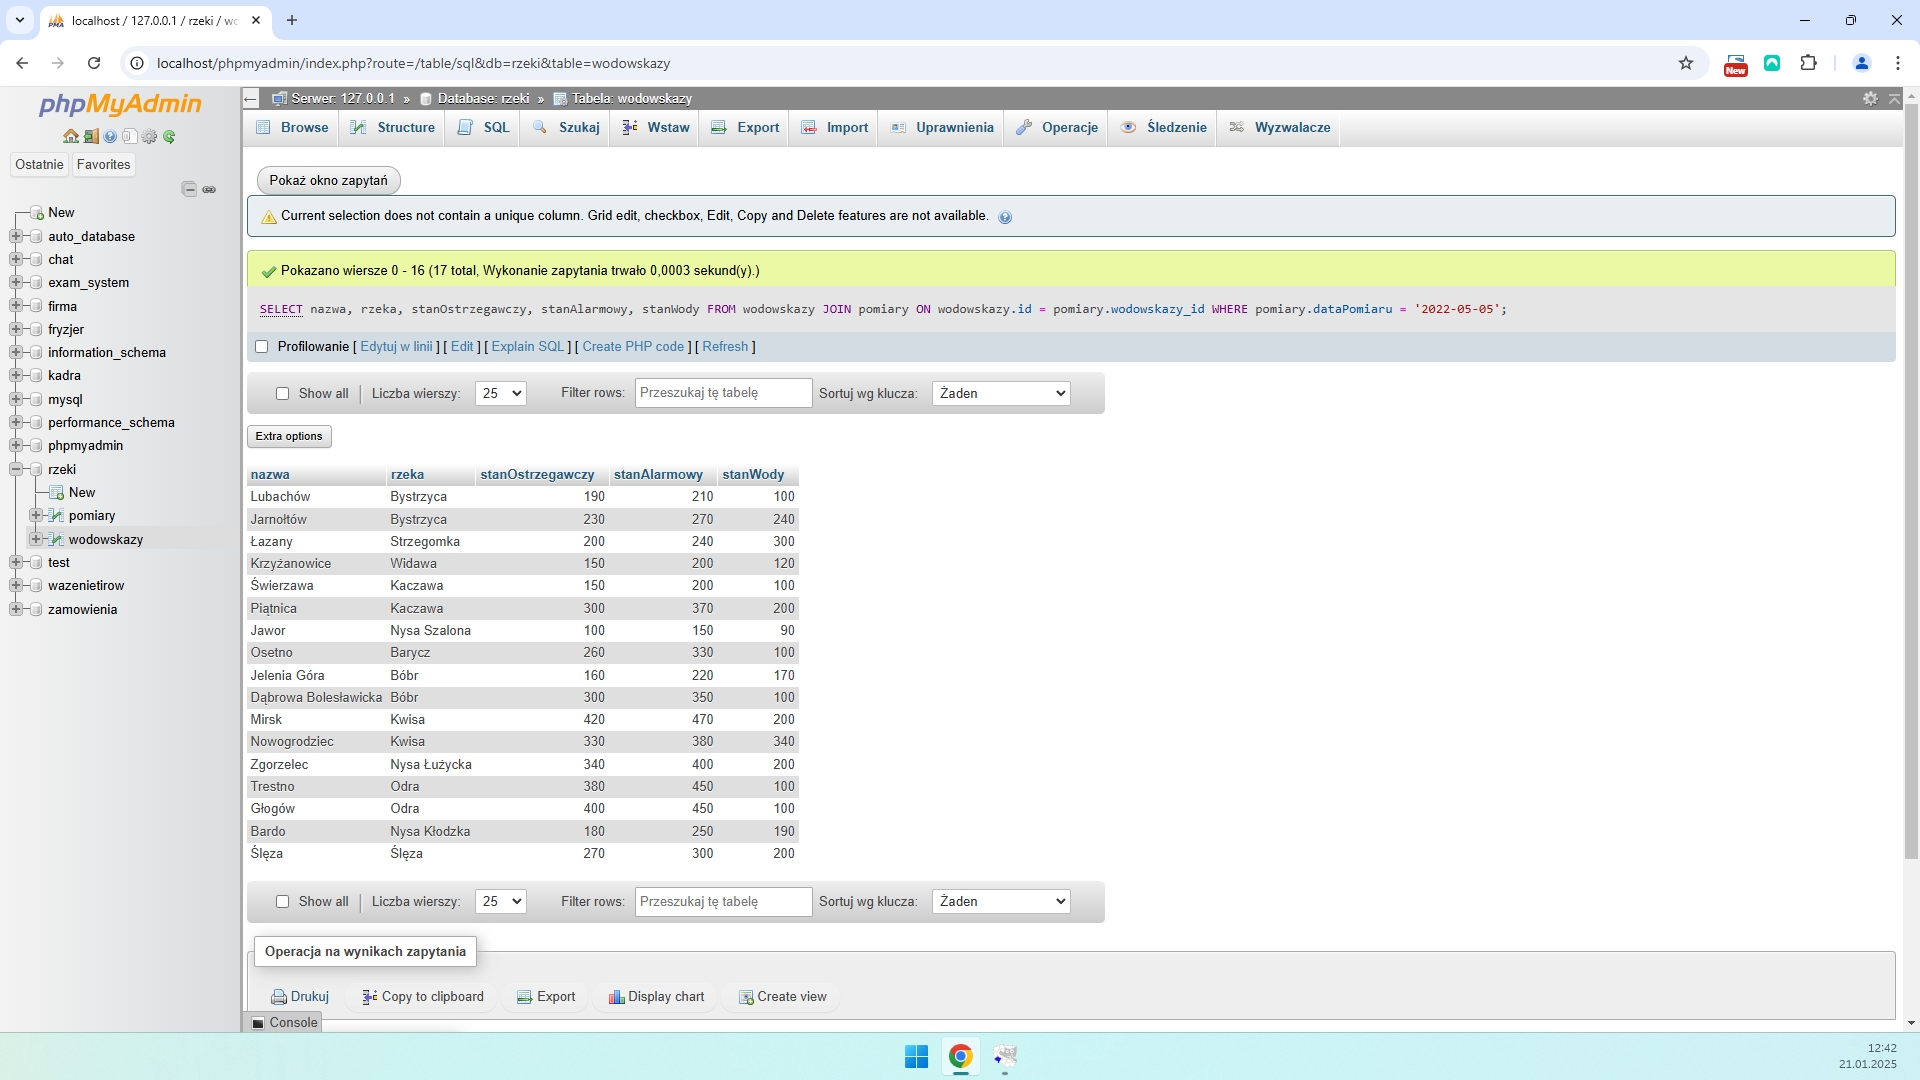 localhost / 127.0.0.1 / rzeki / wo
localhost/phpmyadmin/index.php?route=/table/sql&db=rzeki&table=wodowskazy
New
phpMyAdmin
Ostatnie Favorites
New
auto_database
chat
exam_system
firma
fryzjer
information_schema
kadra
mysql
performance_schema
phpmyadmin
rzeki
New
pomiary
wodowskazy
test
wazenietirow
zamowienia
Serwer: 127.0.0.1 » Database: rzeki » Tabela: wodowskazy
Browse Structure SQL Szukaj Wstaw Export Import Uprawnienia Operacje Śledzenie Wyzwalacze
Pokaż okno zapytań
Current selection does not contain a unique column. Grid edit, checkbox, Edit, Copy and Delete features are not available.
Pokazano wiersze 0 - 16 (17 total, Wykonanie zapytania trwało 0,0003 sekund(y).)
SELECT nazwa, rzeka, stanOstrzegawczy, stanAlarmowy, stanWody FROM wodowskazy JOIN pomiary ON wodowskazy.id = pomiary.wodowskazy_id WHERE pomiary.dataPomiaru = '2022-05-05';
Profilowanie [ Edytuj w linii ] [ Edit ] [ Explain SQL ] [ Create PHP code ] [ Refresh ]
Show all Liczba wierszy: 25 Filter rows: Przeszukaj tę tabelę Sortuj wg klucza: Żaden
Extra options
nazwa rzeka stanOstrzegawczy stanAlarmowy stanWody
Lubachów Bystrzyca 190 210 100
Jarnołtów Bystrzyca 230 270 240
Łazany Strzegomka 200 240 300
Krzyżanowice Widawa 150 200 120
Świerzawa Kaczawa 150 200 100
Piątnica Kaczawa 300 370 200
Jawor Nysa Szalona 100 150 90
Osetno Barycz 260 330 100
Jelenia Góra Bóbr 160 220 170
Dąbrowa Bolesławicka Bóbr 300 350 100
Mirsk Kwisa 420 470 200
Nowogrodziec Kwisa 330 380 340
Zgorzelec Nysa Łużycka 340 400 200
Trestno Odra 380 450 100
Głogów Odra 400 450 100
Bardo Nysa Kłodzka 180 250 190
Ślęza Ślęza 270 300 200
Show all Liczba wierszy: 25 Filter rows: Przeszukaj tę tabelę Sortuj wg klucza: Żaden
Operacja na wynikach zapytania
Drukuj Copy to clipboard Export Display chart Create view
Console
12:42
21.01.2025